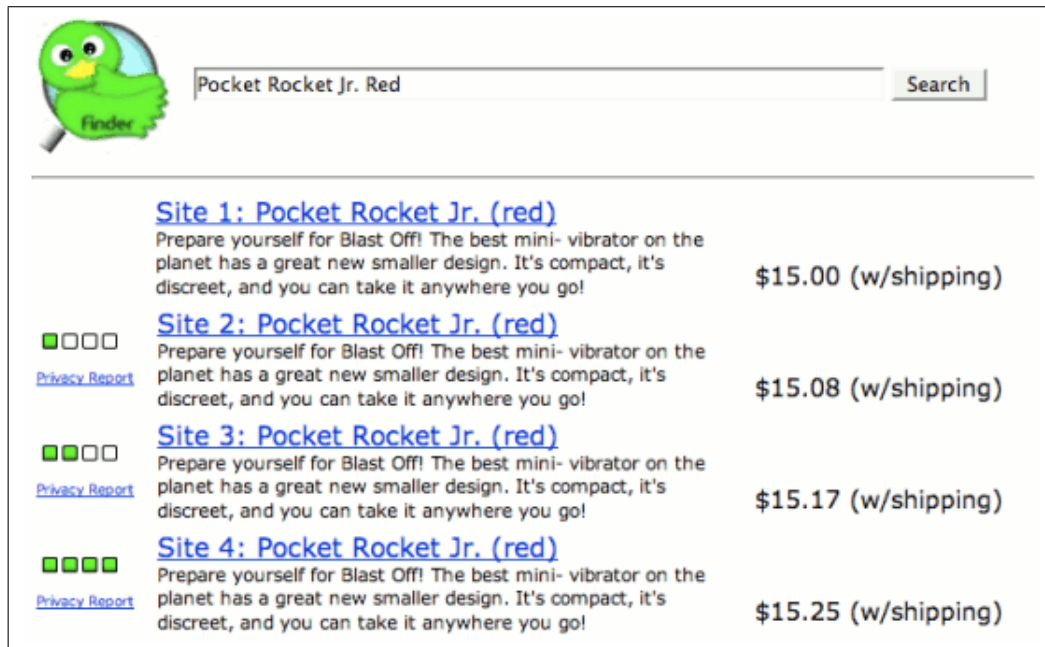 Finder
Pocket Rocket Jr. Red
Search
Site 1: Pocket Rocket Jr. (red)
Prepare yourself for Blast Off! The best mini- vibrator on the
planet has a great new smaller design. It's compact, it's
discreet, and you can take it anywhere you go!
$15.00 (w/shipping)
Site 2: Pocket Rocket Jr. (red)
Privacy Report
Prepare yourself for Blast Off! The best mini- vibrator on the
planet has a great new smaller design. It's compact, it's
discreet, and you can take it anywhere you go!
$15.08 (w/shipping)
Site 3: Pocket Rocket Jr. (red)
Privacy Report
Prepare yourself for Blast Off! The best mini- vibrator on the
planet has a great new smaller design. It's compact, it's
discreet, and you can take it anywhere you go!
$15.17 (w/shipping)
Site 4: Pocket Rocket Jr. (red)
Privacy Report
Prepare yourself for Blast Off! The best mini- vibrator on the
planet has a great new smaller design. It's compact, it's
discreet, and you can take it anywhere you go!
$15.25 (w/shipping)